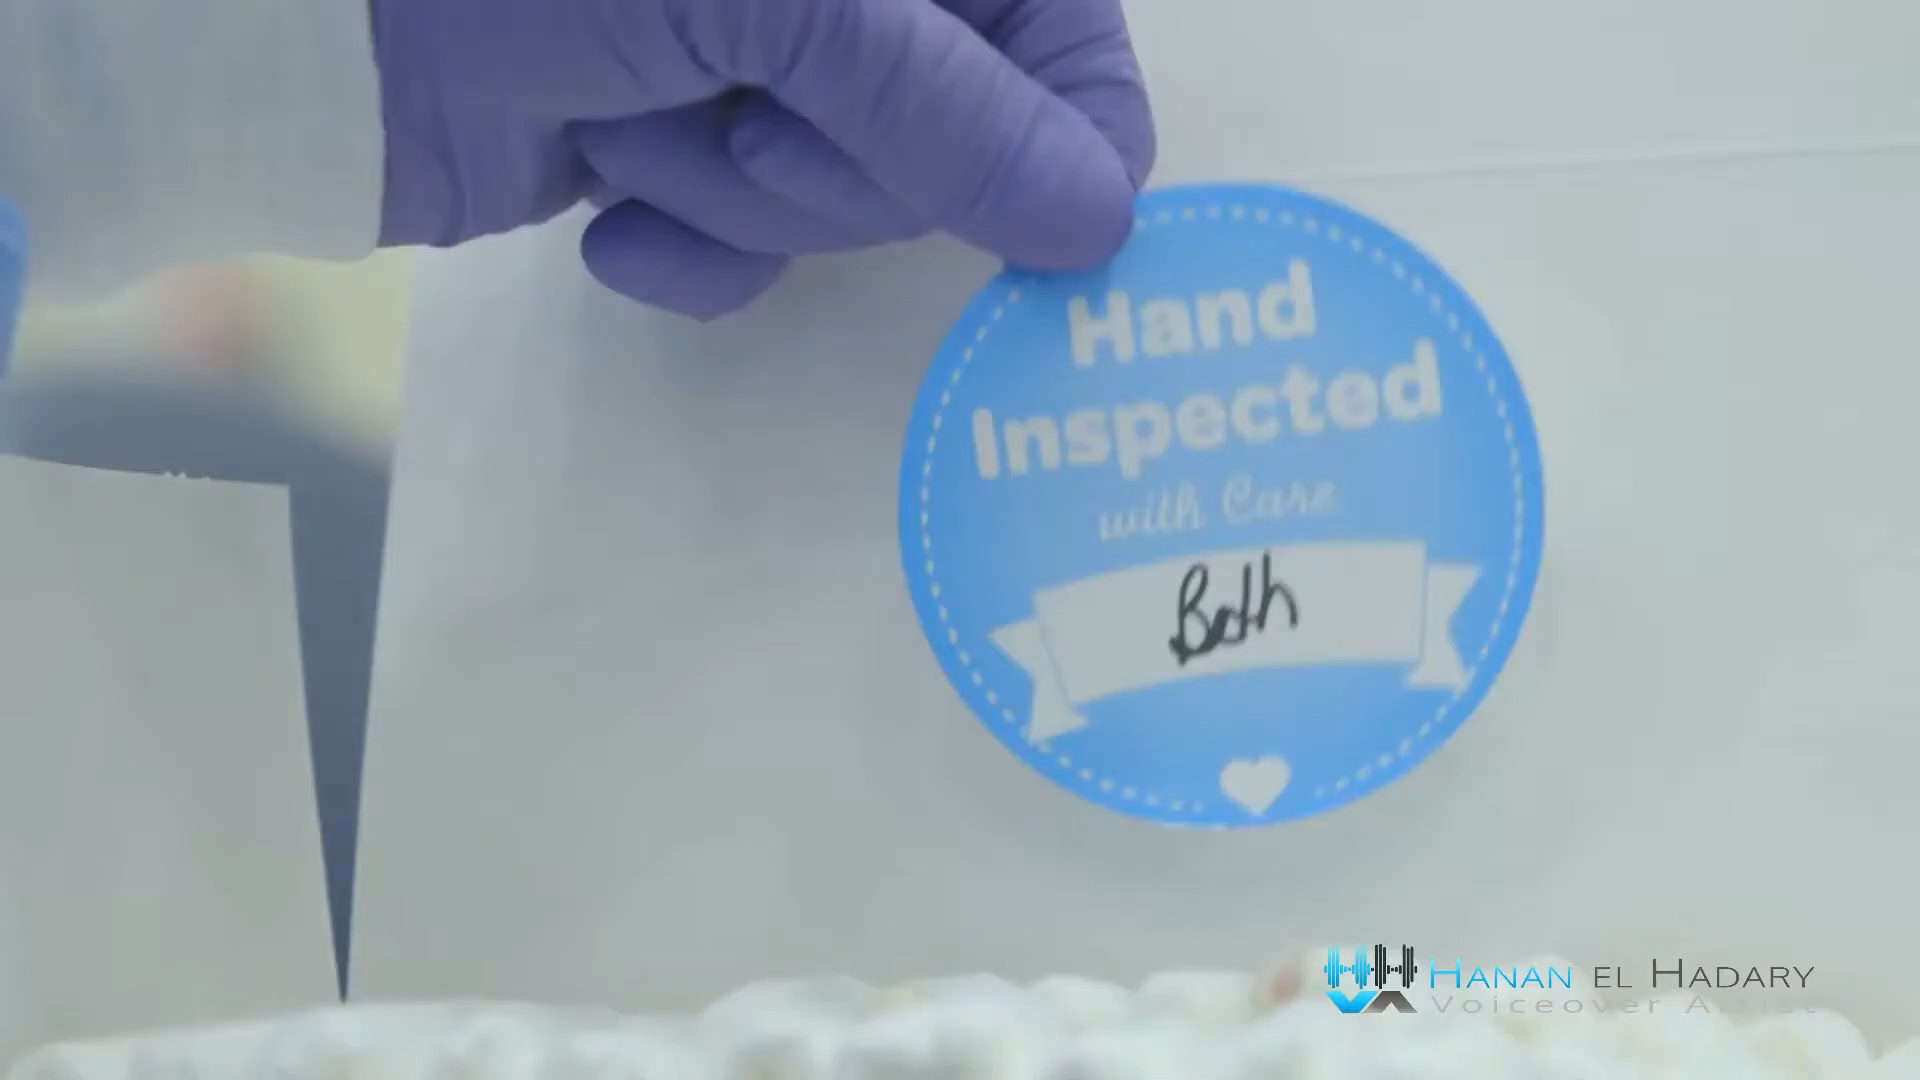 Hand
Inspected
with Care
Beth
HANAN EL HADARY
Voiceover Artist